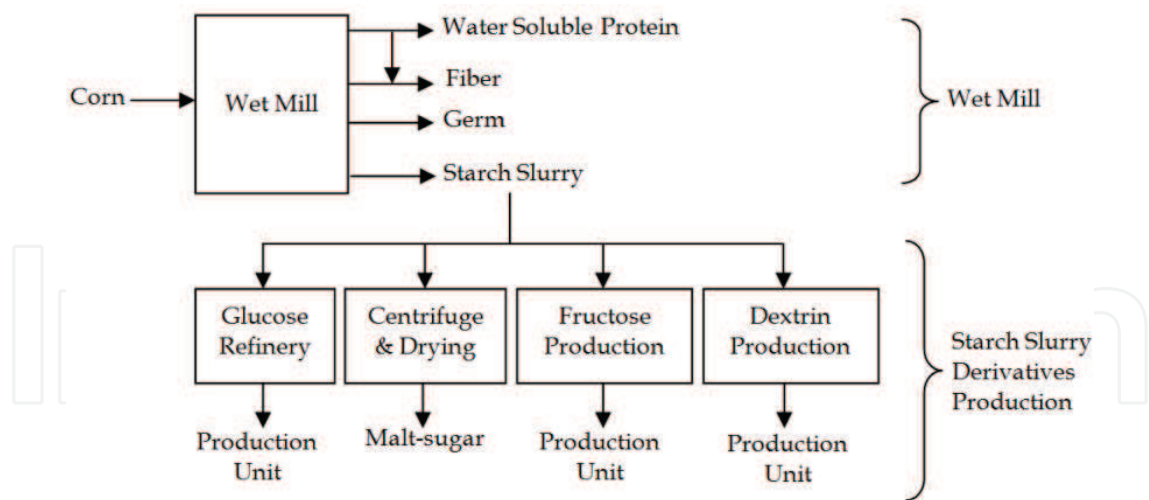 Water Soluble Protein
Fiber
Corn
Wet Mill
Germ
Starch Slurry
Wet Mill
Glucose
Refinery
Centrifuge
& Drying
Fructose
Production
Dextrin
Production
Starch Slurry
Derivatives
Production
Production
Unit
Malt-sugar
Production
Unit
Production
Unit